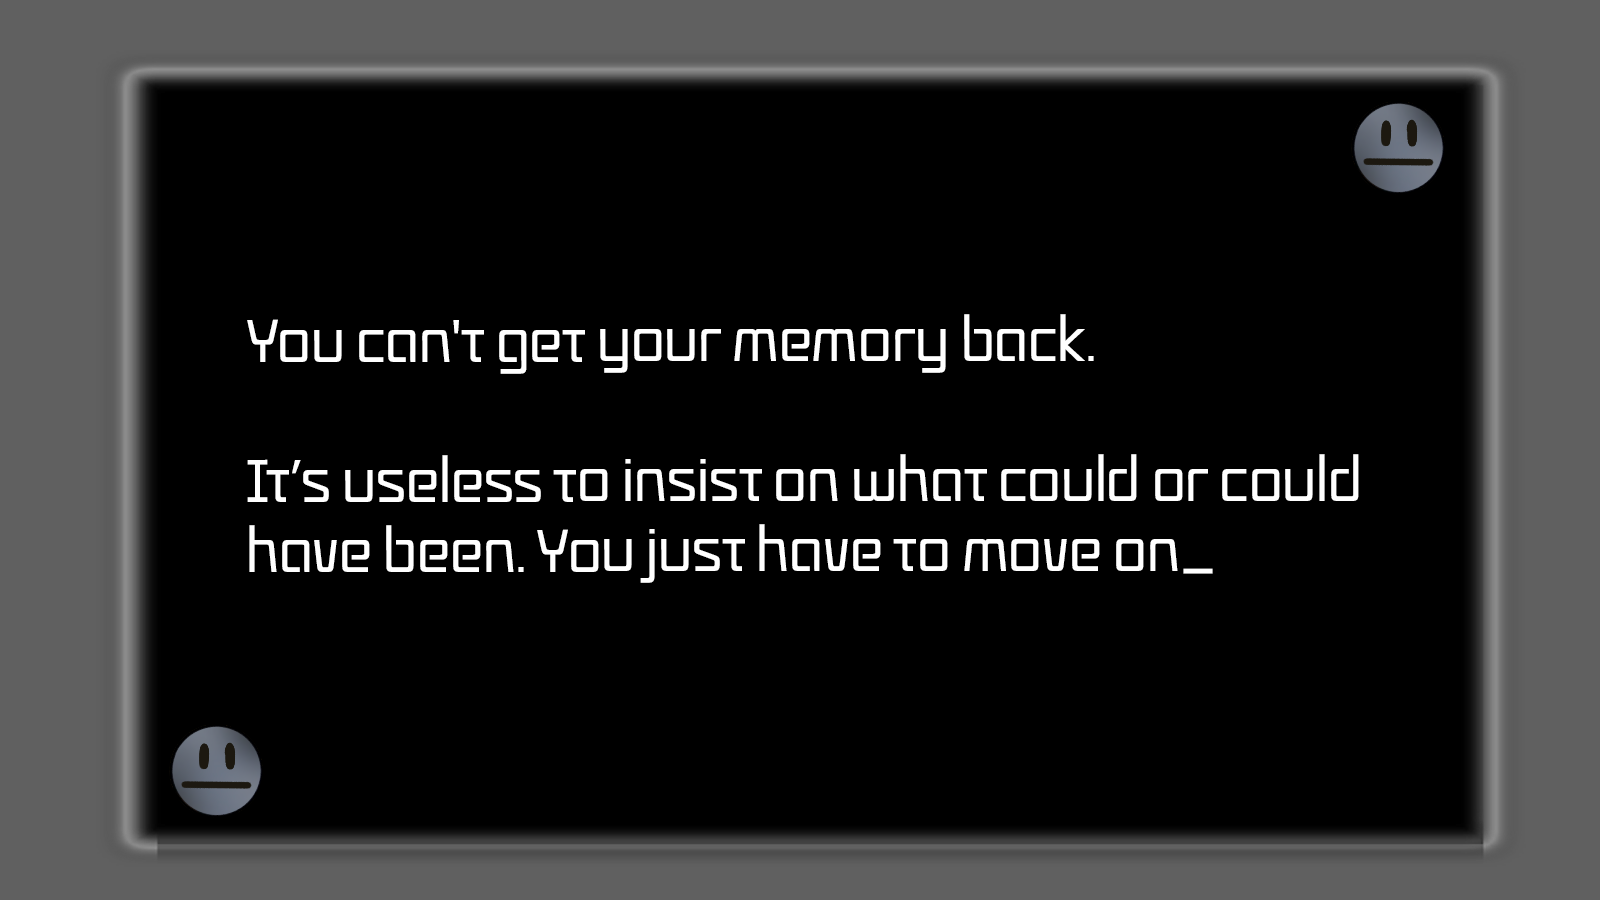 You can't get your memory back.
It’s useless to insist on what could or could
have been. You just have to move on_